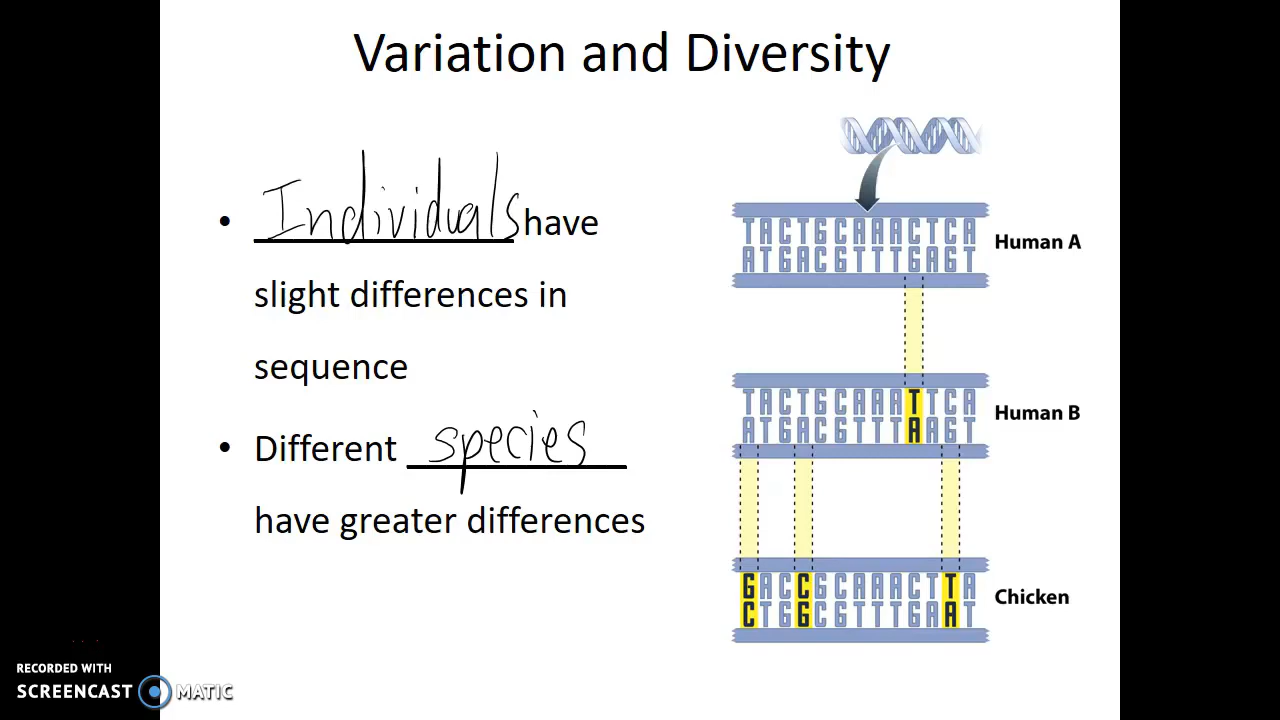 Variation and Diversity
• Individuals have
slight differences in
sequence
• Different species
have greater differences
TACTGCAAACTCA
ATGACGTTTGAGT
Human A
TACTGCAAATTCA
ATGACGTTTAAGT
Human B
GACCGCAAACTTA
CTGGCGTTTGAAT
Chicken
RECORDED WITH
SCREENCAST MATIC